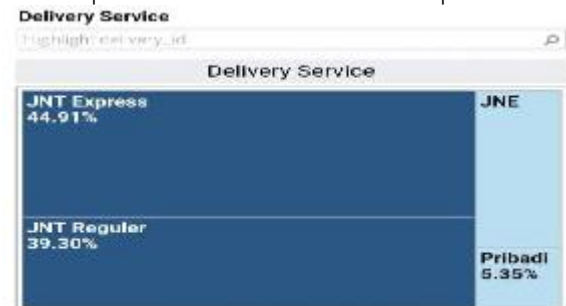 Delivery Service
Highlight delivery_id
Delivery Service
JNT Express
44.91%
JNE
JNT Reguler
39.30%
Pribadi
5.35%